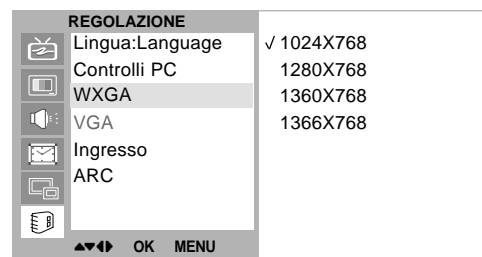 REGOLAZIONE
Lingua:Language
Controlli PC
WXGA
VGA
Ingresso
ARC
▲▼◀▶ OK MENU
√ 1024X768
1280X768
1360X768
1366X768